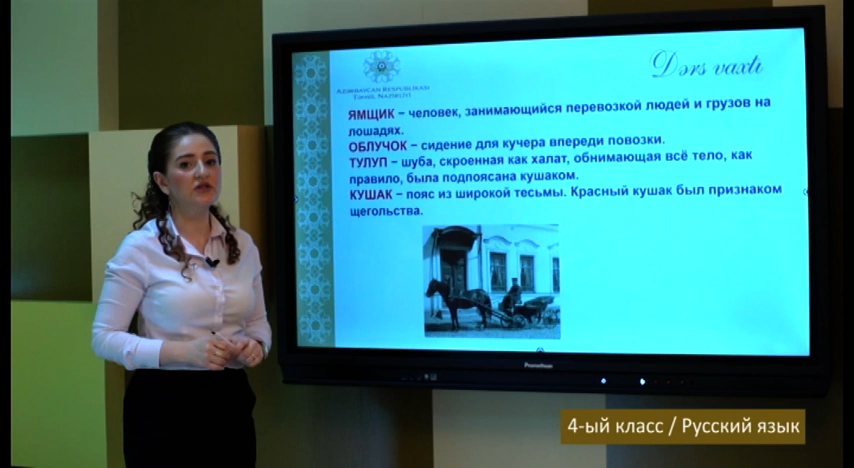 Dərs vaxtı
AZƏRBAYCAN RESPUBLİKASI
TƏHSİL NAZİRLİYİ
ЯМЩИК – человек, занимающийся перевозкой людей и грузов на
лошадях.
ОБЛУЧОК – сидение для кучера впереди повозки.
ТУЛУП – шуба, скроенная как халат, обнимающая всё тело, как
правило, была подпоясана кушаком.
КУШАК – пояс из широкой тесьмы. Красный кушак был признаком
щегольства.
Promethean
4-ый класс / Русский язык